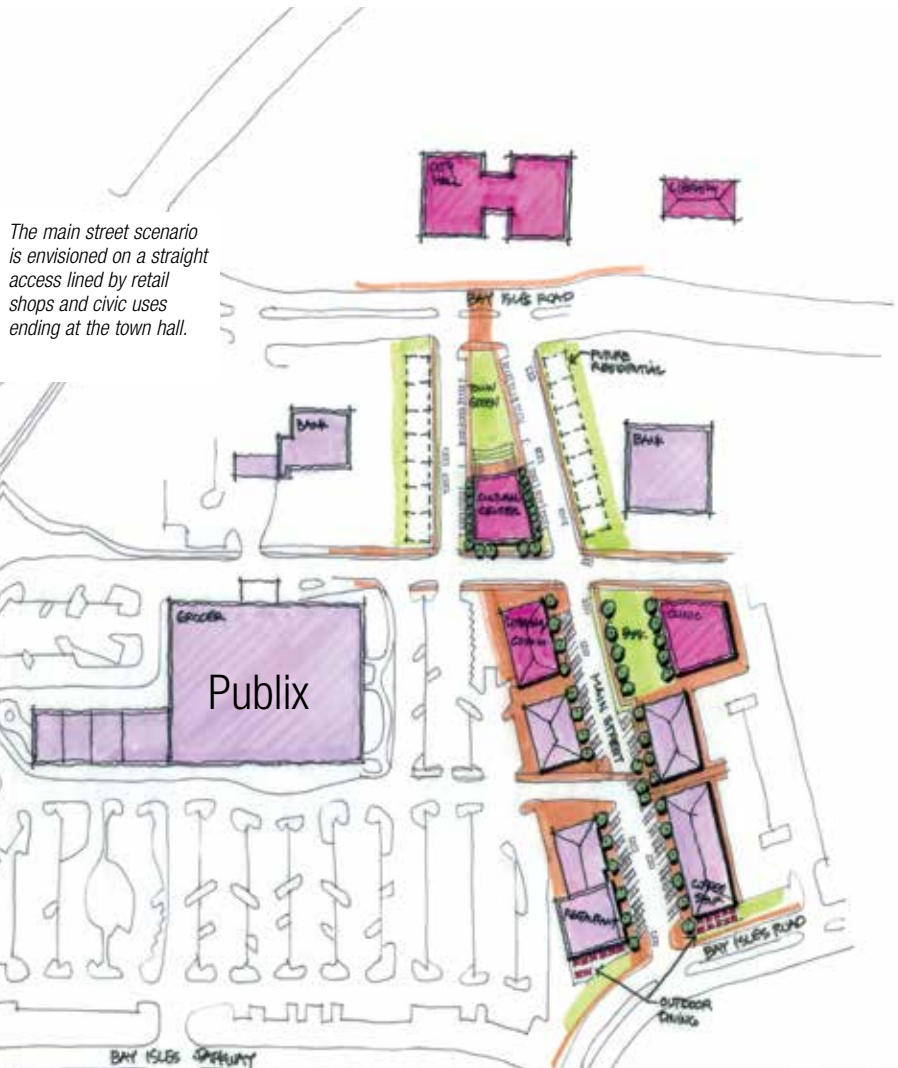 CITY
HALL
LIBRARY
The main street scenario
is envisioned on a straight
access lined by retail
shops and civic uses
ending at the town hall.
BAY ISLES ROAD
FUTURE
RESIDENTIAL
TOWN
GREEN
BANK
BANK
CULTURAL
CENTER
GROCER
Publix
PARK
CLINIC
MAIN STREET
RESTAURANT
COFFEE
BAY ISLES ROAD
OUTDOOR
DINING
BAY ISLES PARKWAY